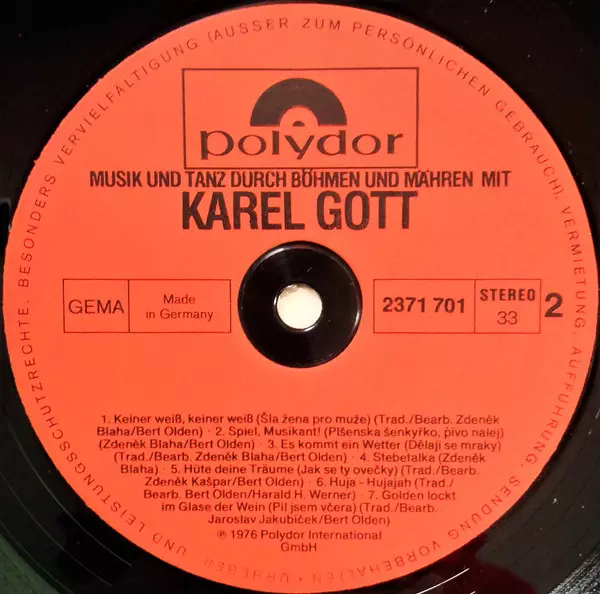 polydor
MUSIK UND TANZ DURCH BÖHMEN UND MÄHREN MIT
KAREL GOTT
GEMA
Made
in Germany
2371 701
STEREO
33
2
1. Keiner weiß, keiner weiß (Šla žena pro muže) (Trad./Bearb. Zdeněk
Blaha/Bert Olden) · 2. Spiel, Musikant! (Plšenska šenkyřko, pivo nalej)
(Zdeněk Blaha/Bert Olden) · 3. Es kommt ein Wetter (Dělaji se mraky)
(Trad./Bearb. Zdeněk Blaha/Bert Olden) · 4. Stebetalka (Zdeněk
Blaha) · 5. Hüte deine Träume (Jak se ty ovečky) (Trad./Bearb.
Zdeněk Kašpar/Bert Olden) · 6. Huja - Hujajah (Trad./
Bearb. Bert Olden/Harald H. Werner) · 7. Golden lockt
im Glase der Wein (Pil jsem včera) (Trad./Bearb.
Jaroslav Jakubiček/Bert Olden)
℗ 1976 Polydor International
GmbH
URHEBER UND LEISTUNGSSCHUTZRECHTE. BESONDERS VERVIELFÄLTIGUNG (AUSSER ZUM PERSÖNLICHEN GEBRAUCH), VERMIETUNG, AUFFÜHRUNG, SENDUNG VORBEHALTEN ·